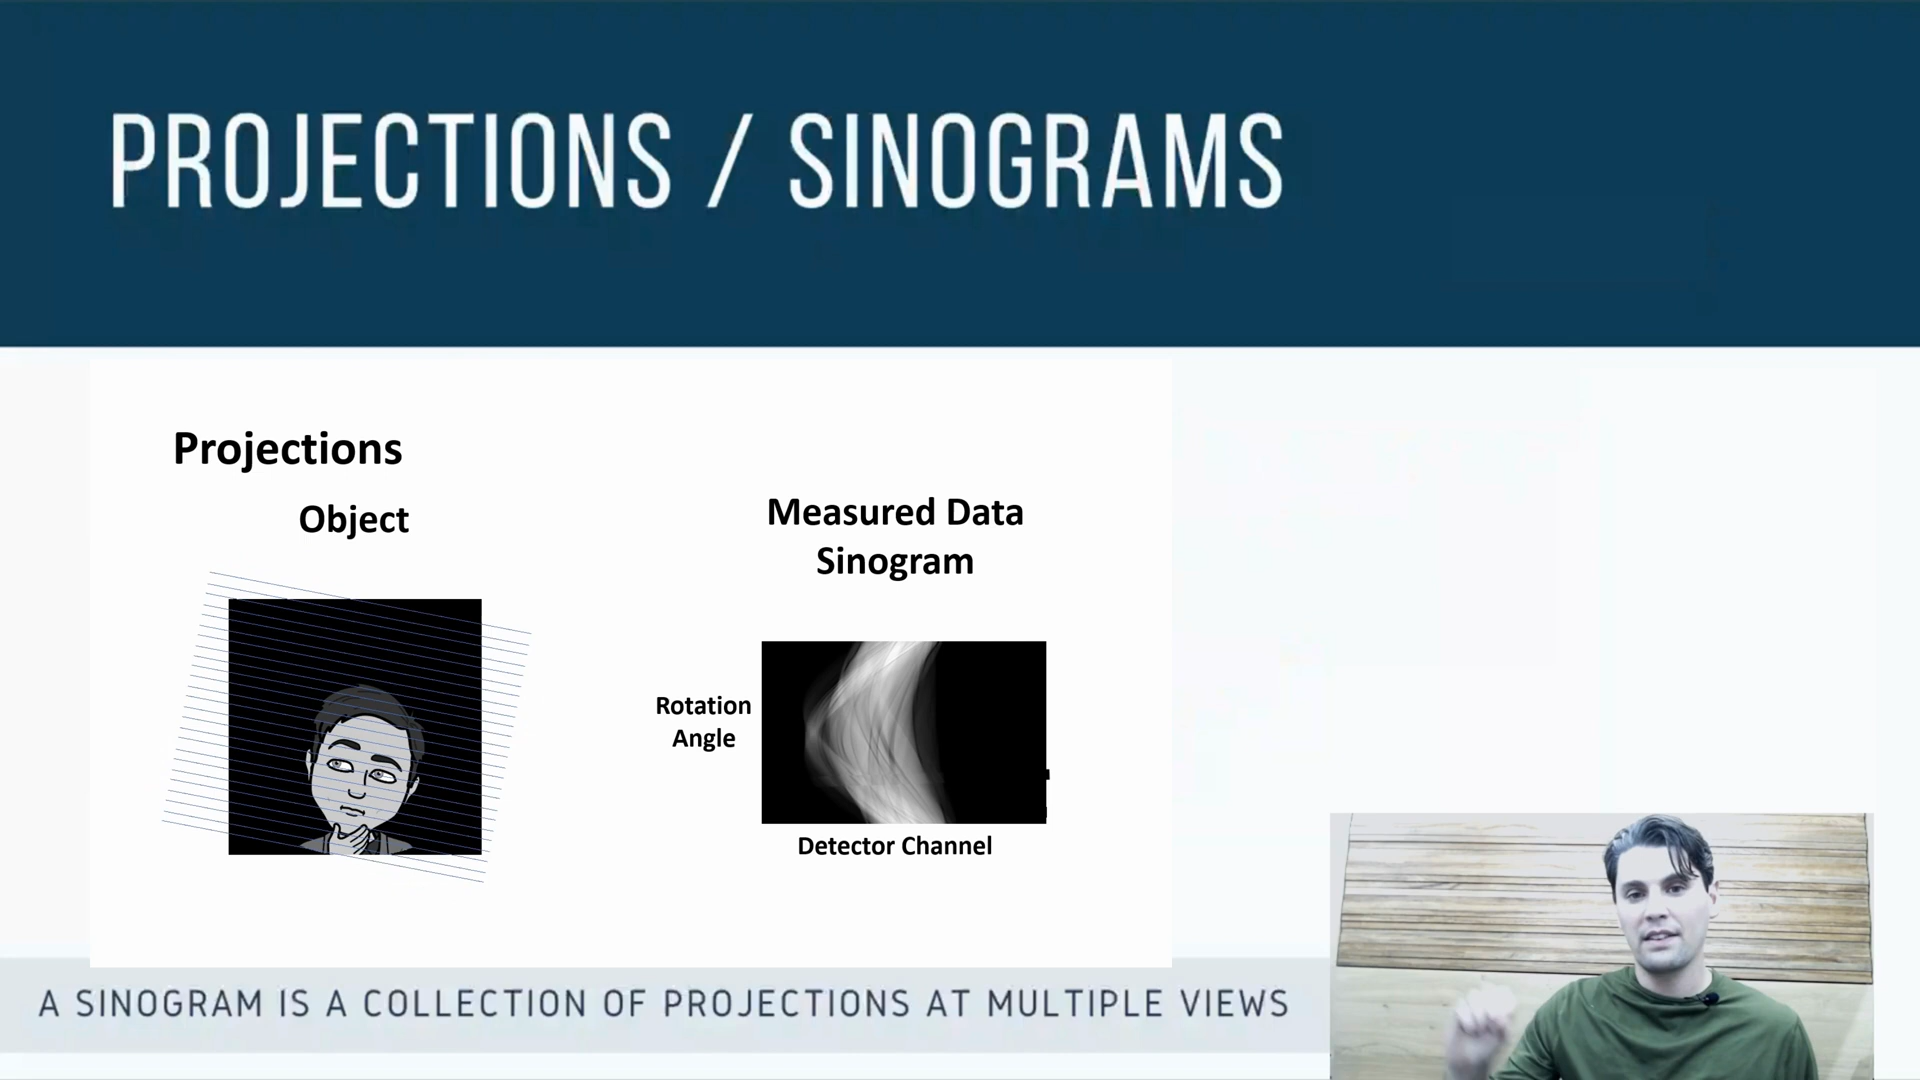 PROJECTIONS / SINOGRAMS
Projections
Object
Measured Data
Sinogram
Rotation
Angle
Detector Channel
A SINOGRAM IS A COLLECTION OF PROJECTIONS AT MULTIPLE VIEWS